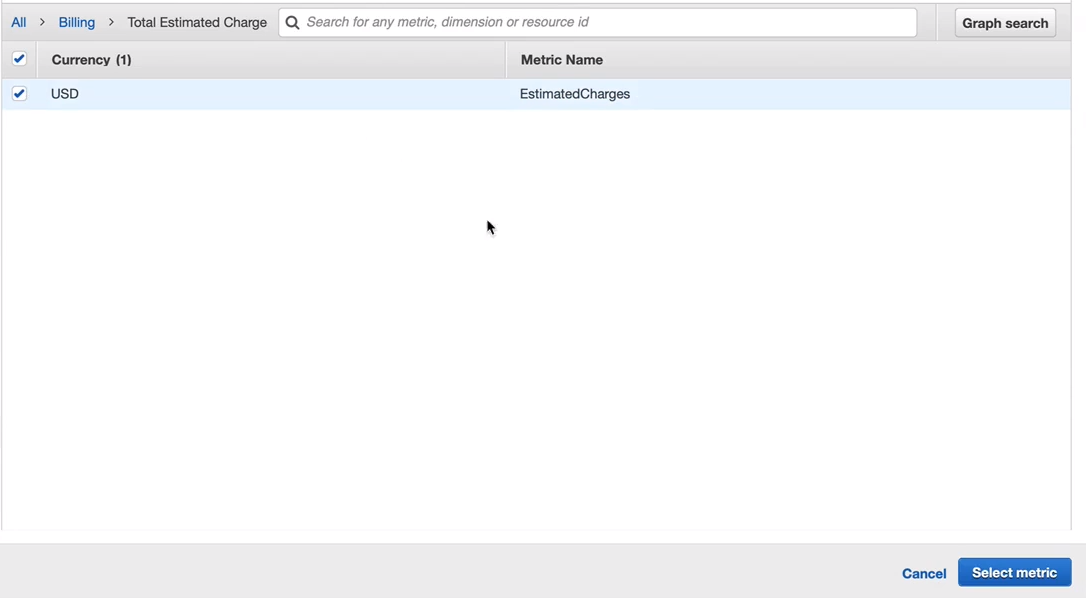 All > Billing > Total Estimated Charge Search for any metric, dimension or resource id Graph search
Currency (1) Metric Name
USD EstimatedCharges
Cancel Select metric